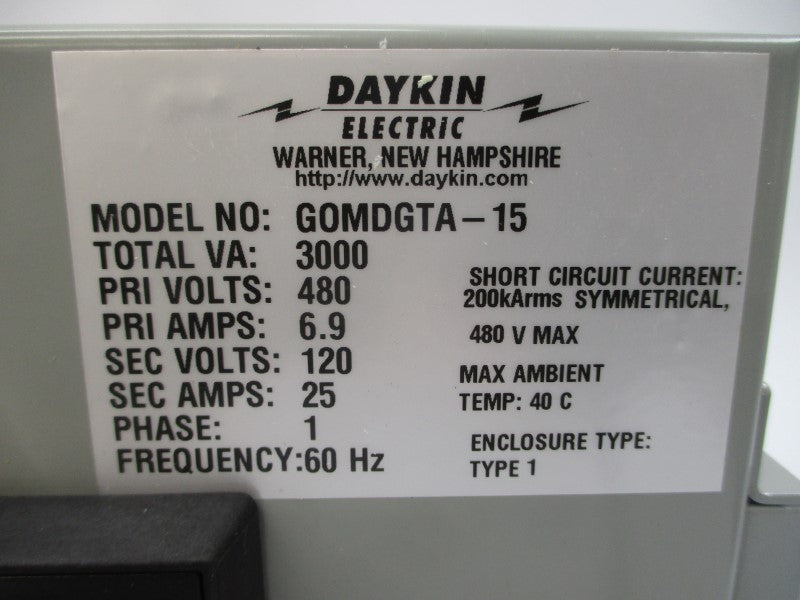 DAYKIN
ELECTRIC
WARNER, NEW HAMPSHIRE
http://www.daykin.com
MODEL NO: GOMDGTA-15
TOTAL VA: 3000
PRI VOLTS: 480
PRI AMPS: 6.9
SEC VOLTS: 120
SEC AMPS: 25
PHASE: 1
FREQUENCY:60 Hz
SHORT CIRCUIT CURRENT:
200kArms SYMMETRICAL,
480 V MAX
MAX AMBIENT
TEMP: 40 C
ENCLOSURE TYPE:
TYPE 1